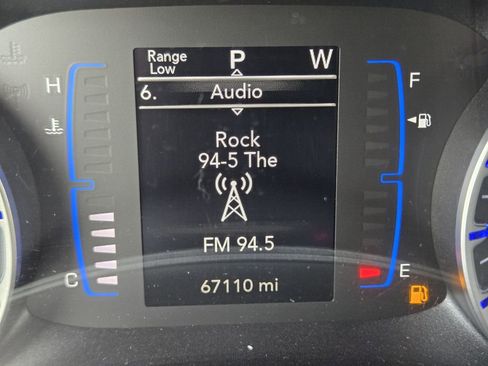 Range
Low
P
W
H
F
6.
Audio
Rock
94-5 The
FM 94.5
C
E
67110 mi